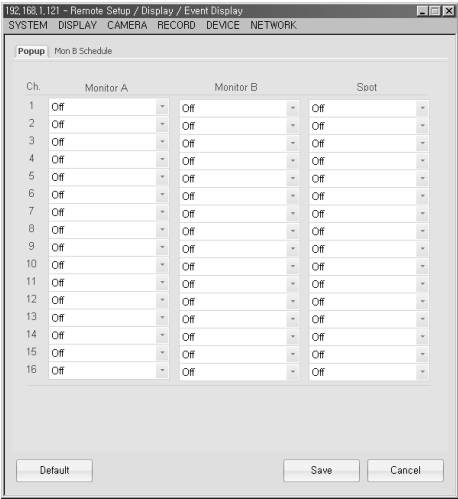 192,168,1,121 - Remote Setup / Display / Event Display
SYSTEM DISPLAY CAMERA RECORD DEVICE NETWORK
Popup Mon B Schedule
Ch. Monitor A Monitor B Spot
1 Off Off Off
2 Off Off Off
3 Off Off Off
4 Off Off Off
5 Off Off Off
6 Off Off Off
7 Off Off Off
8 Off Off Off
9 Off Off Off
10 Off Off Off
11 Off Off Off
12 Off Off Off
13 Off Off Off
14 Off Off Off
15 Off Off Off
16 Off Off Off
Default Save Cancel